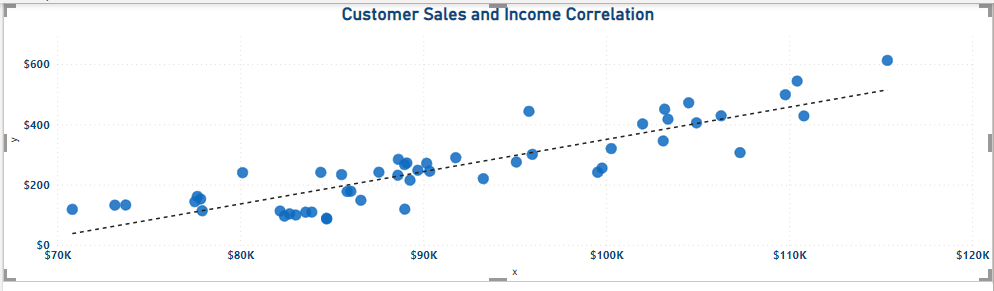 Customer Sales and Income Correlation
$600
$400
$200
$0
y
$70K $80K $90K $100K $110K $120K
x